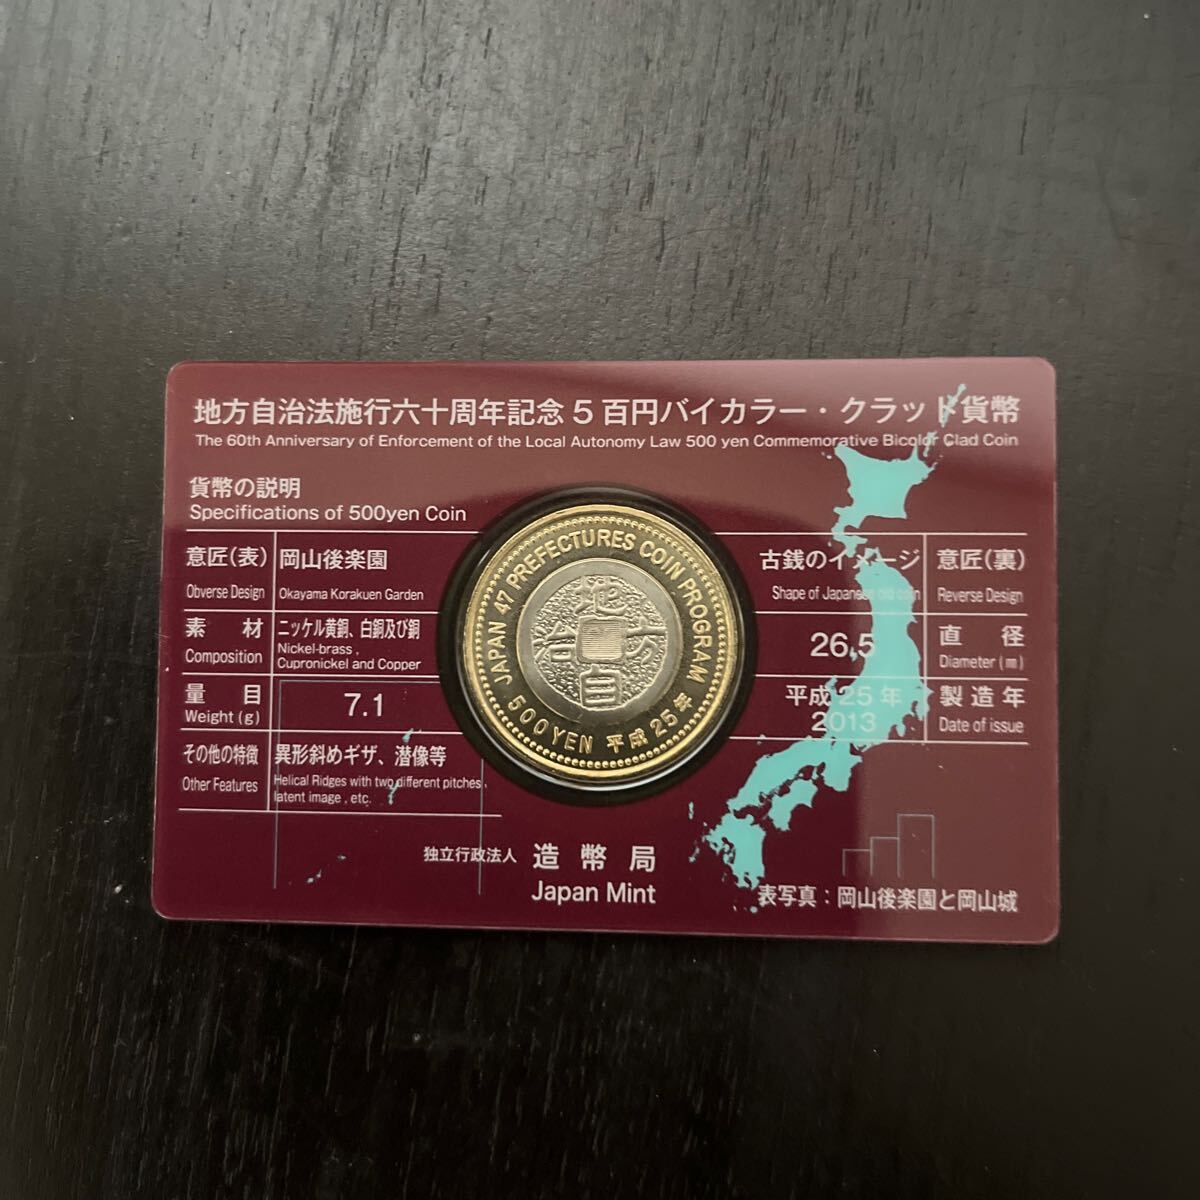 地方自治法施行六十周年記念5百円バイカラー・クラッド貨幣
The 60th Anniversary of Enforcement of the Local Autonomy Law 500 yen Commemorative Bicolor Clad Coin
貨幣の説明
Specifications of 500yen Coin
意匠(表) 岡山後楽園
Obverse Design Okayama Korakuen Garden
素材 ニッケル黄銅、白銅及び銅
Composition Nickel-brass, Cupronickel and Copper
量目 7.1
Weight (g)
その他の特徴 異形斜めギザ、潜像等
Other Features Helical Ridges with two different pitches, latent image, etc.
JAPAN 47 PREFECTURES COIN PROGRAM
500YEN 平成25年
地方自治
古銭のイメージ 意匠(裏)
Shape of Japanese old coin Reverse Design
26.5 直径
Diameter (㎜)
平成25年 製造年
2013 Date of issue
独立行政法人 造幣局
Japan Mint
表写真:岡山後楽園と岡山城